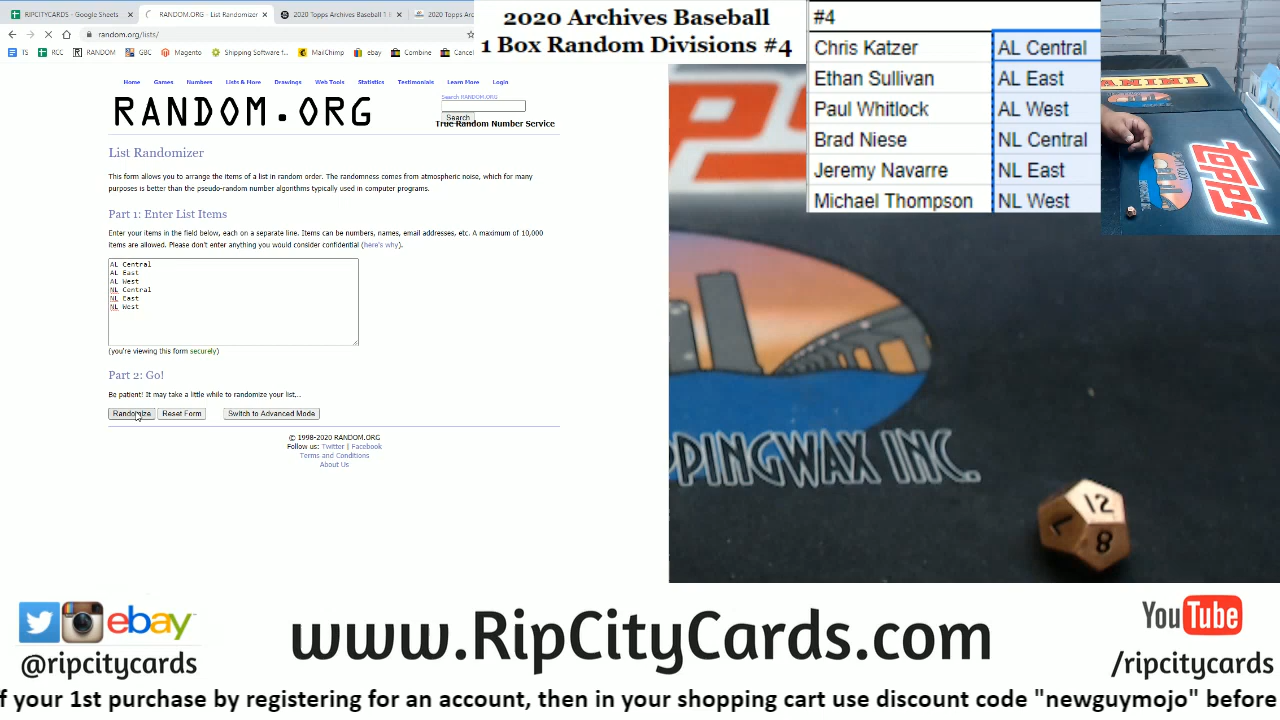 RIPCITYCARDS - Google Sheets
RANDOM.ORG - List Randomizer
2020 Topps Archives Baseball 1
2020 Topps Arc
random.org/lists/
TS
RCC
RANDOM
GBC
Magento
Shipping Software f...
MailChimp
ebay
Combine
Cancel
2020 Archives Baseball
1 Box Random Divisions #4
#4
Chris Katzer AL Central
Ethan Sullivan AL East
Paul Whitlock AL West
Brad Niese NL Central
Jeremy Navarre NL East
Michael Thompson NL West
Home Games Numbers Lists & More Drawings Web Tools Statistics Testimonials Learn More Login
RANDOM.ORG
Search RANDOM.ORG
Search
True Random Number Service
List Randomizer
This form allows you to arrange the items of a list in random order. The randomness comes from atmospheric noise, which for many
purposes is better than the pseudo-random number algorithms typically used in computer programs.
Part 1: Enter List Items
Enter your items in the field below, each on a separate line. Items can be numbers, names, email addresses, etc. A maximum of 10,000
items are allowed. Please don't enter anything you would consider confidential (here's why).
AL Central
AL East
AL West
NL Central
NL East
NL West
(you're viewing this form securely)
Part 2: Go!
Be patient! It may take a little while to randomize your list...
Randomize Reset Form Switch to Advanced Mode
© 1998-2020 RANDOM.ORG
Follow us: Twitter | Facebook
Terms and Conditions
About Us
PANINI
topps
PPINGWAX INC.
12
7
8
ebay
@ripcitycards
www.RipCityCards.com
YouTube
/ripcitycards
f your 1st purchase by registering for an account, then in your shopping cart use discount code "newguymojo" before